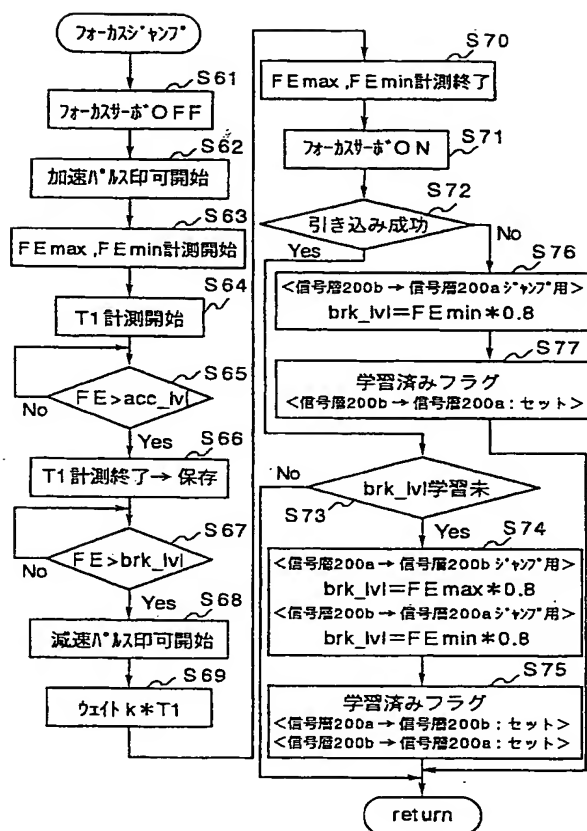 フォーカスジャンプ
S61
フォーカスサーボOFF
S62
加速パルス印可開始
S63
FEmax,FEmin計測開始
S64
T1計測開始
S65
FE>acc_lvl
No
Yes
S66
T1計測終了→保存
S67
FE>brk_lvl
No
Yes
S68
減速パルス印可開始
S69
ウェイトk*T1
S70
FEmax,FEmin計測終了
S71
フォーカスサーボON
S72
引き込み成功
Yes
No
S76
<信号層200b→信号層200aジャンプ用>
brk_lvl=FEmin*0.8
S77
学習済みフラグ
<信号層200b→信号層200a:セット>
No
brk_lvl学習未
S73
Yes
S74
<信号層200a→信号層200bジャンプ用>
brk_lvl=FEmax*0.8
<信号層200b→信号層200aジャンプ用>
brk_lvl=FEmin*0.8
S75
学習済みフラグ
<信号層200a→信号層200b:セット>
<信号層200b→信号層200a:セット>
return